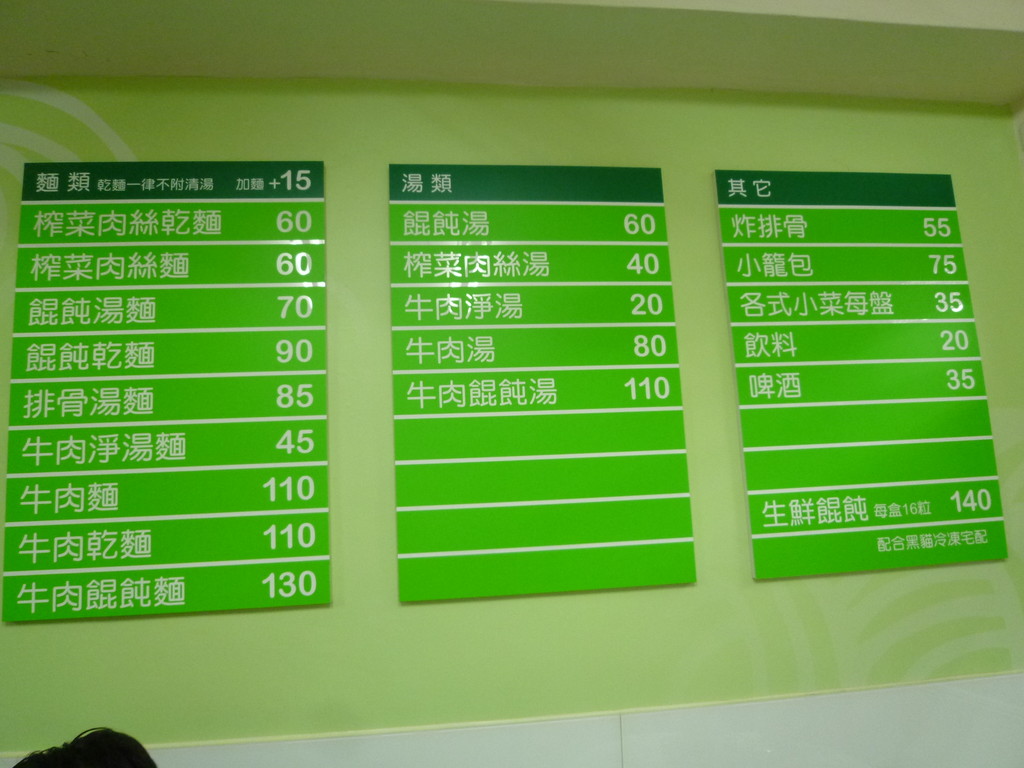 麵類 乾麵一律不附清湯 加麵+15
榨菜肉絲乾麵 60
榨菜肉絲麵 60
餛飩湯麵 70
餛飩乾麵 90
排骨湯麵 85
牛肉淨湯麵 45
牛肉麵 110
牛肉乾麵 110
牛肉餛飩麵 130
湯類
餛飩湯 60
榨菜肉絲湯 40
牛肉淨湯 20
牛肉湯 80
牛肉餛飩湯 110
其它
炸排骨 55
小籠包 75
各式小菜每盤 35
飲料 20
啤酒 35
生鮮餛飩 每盒16粒 140
配合黑貓冷凍宅配